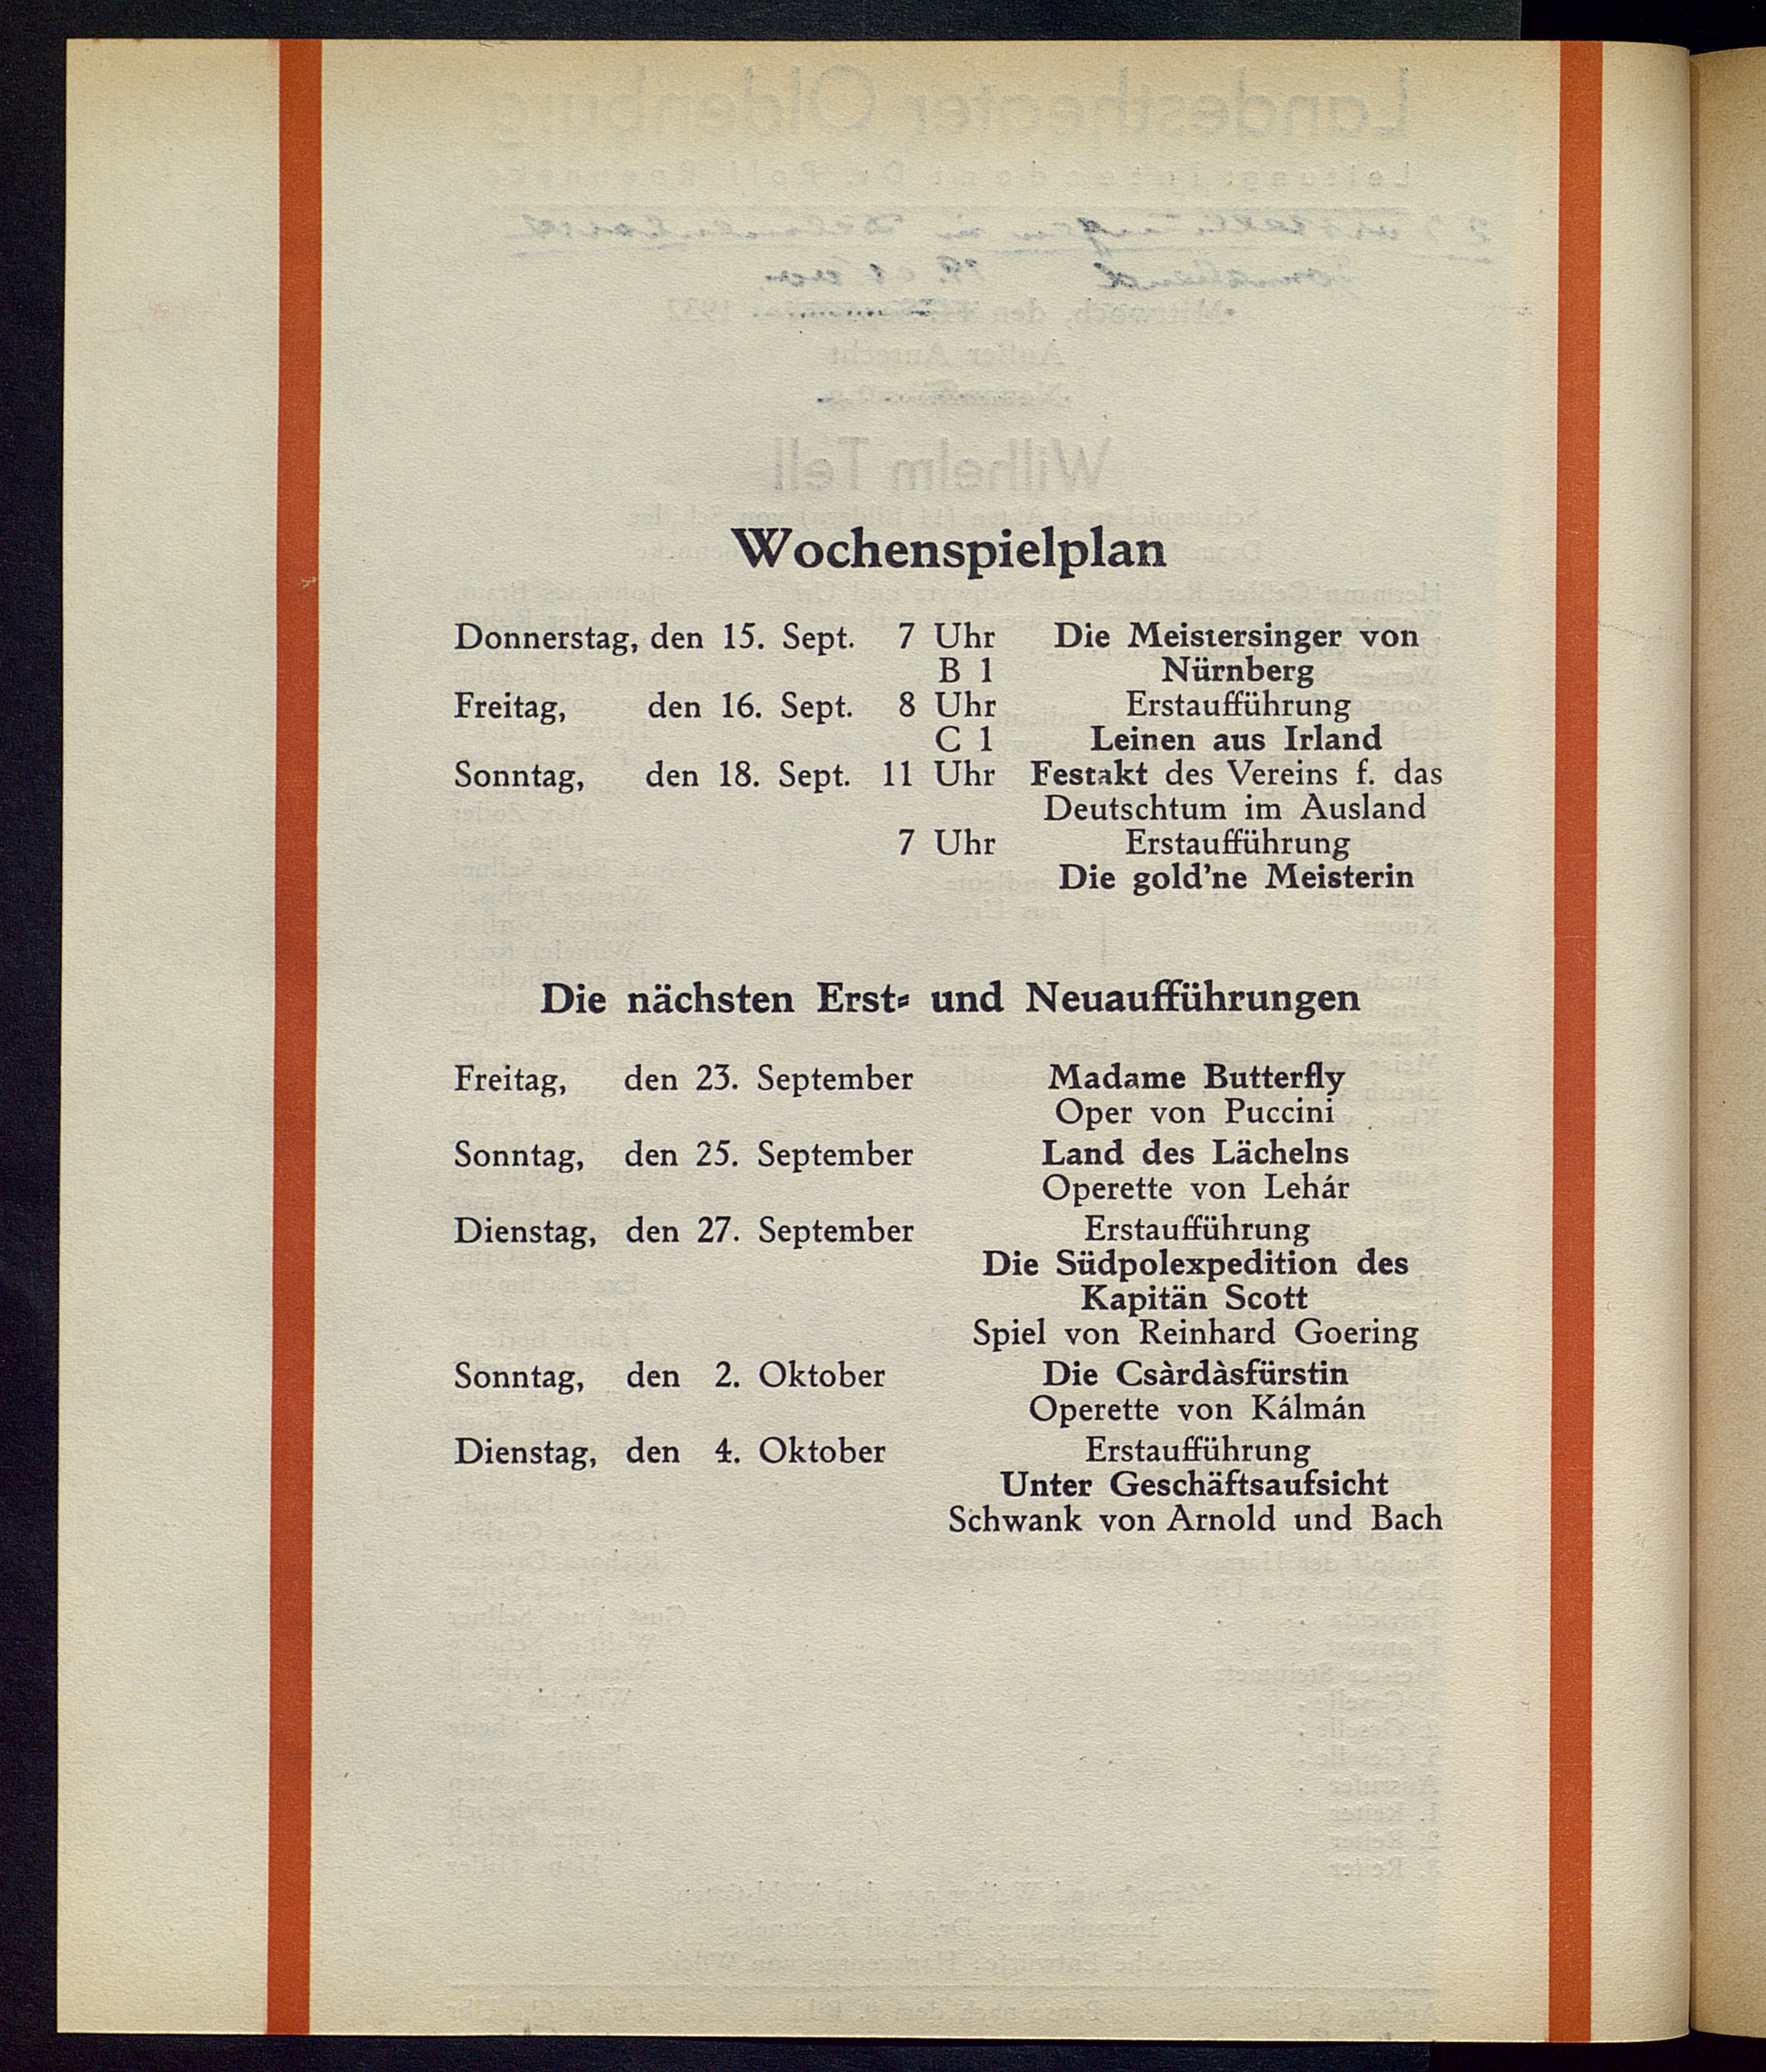 Wochenspielplan
Donnerstag, den 15. Sept. 7 Uhr Die Meistersinger von
B 1 Nürnberg
Freitag, den 16. Sept. 8 Uhr Erstaufführung
C 1 Leinen aus Irland
Sonntag, den 18. Sept. 11 Uhr Festakt des Vereins f. das
Deutschtum im Ausland
7 Uhr Erstaufführung
Die gold'ne Meisterin
Die nächsten Erst- und Neuaufführungen
Freitag, den 23. September Madame Butterfly
Oper von Puccini
Sonntag, den 25. September Land des Lächelns
Operette von Lehár
Dienstag, den 27. September Erstaufführung
Die Südpolexpedition des
Kapitän Scott
Spiel von Reinhard Goering
Sonntag, den 2. Oktober Die Csàrdàsfürstin
Operette von Kálmán
Dienstag, den 4. Oktober Erstaufführung
Unter Geschäftsaufsicht
Schwank von Arnold und Bach